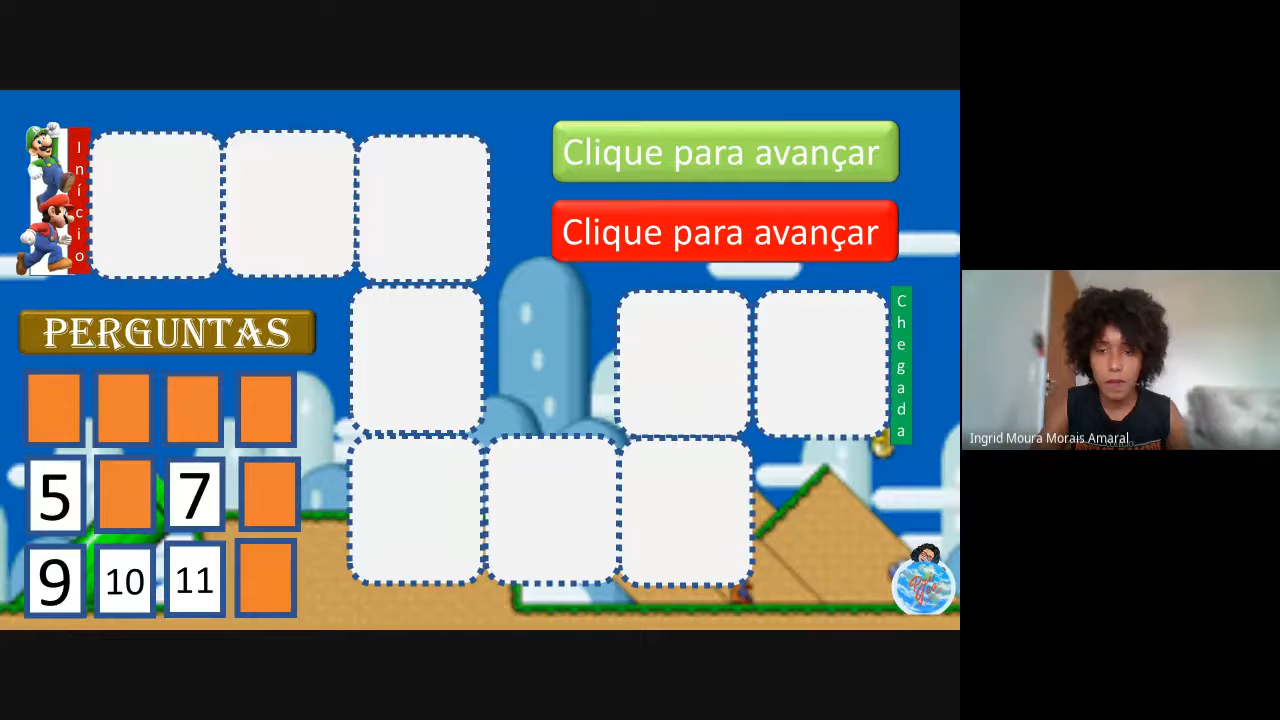 Início
Clique para avançar
Clique para avançar
Chegada
PERGUNTAS
5 7
9 10 11
Ingrid Moura Morais Amaral